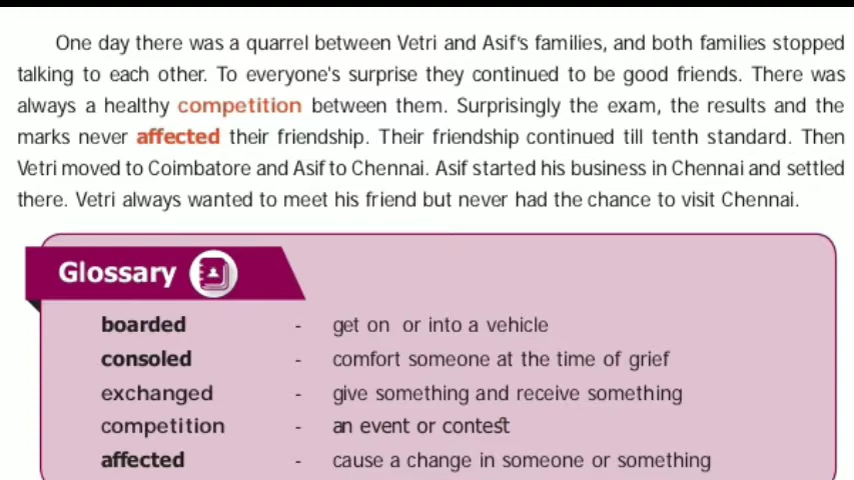 One day there was a quarrel between Vetri and Asif's families, and both families stopped
talking to each other. To everyone's surprise they continued to be good friends. There was
always a healthy competition between them. Surprisingly the exam, the results and the
marks never affected their friendship. Their friendship continued till tenth standard. Then
Vetri moved to Coimbatore and Asif to Chennai. Asif started his business in Chennai and settled
there. Vetri always wanted to meet his friend but never had the chance to visit Chennai.
Glossary
boarded - get on or into a vehicle
consoled - comfort someone at the time of grief
exchanged - give something and receive something
competition - an event or contest
affected - cause a change in someone or something